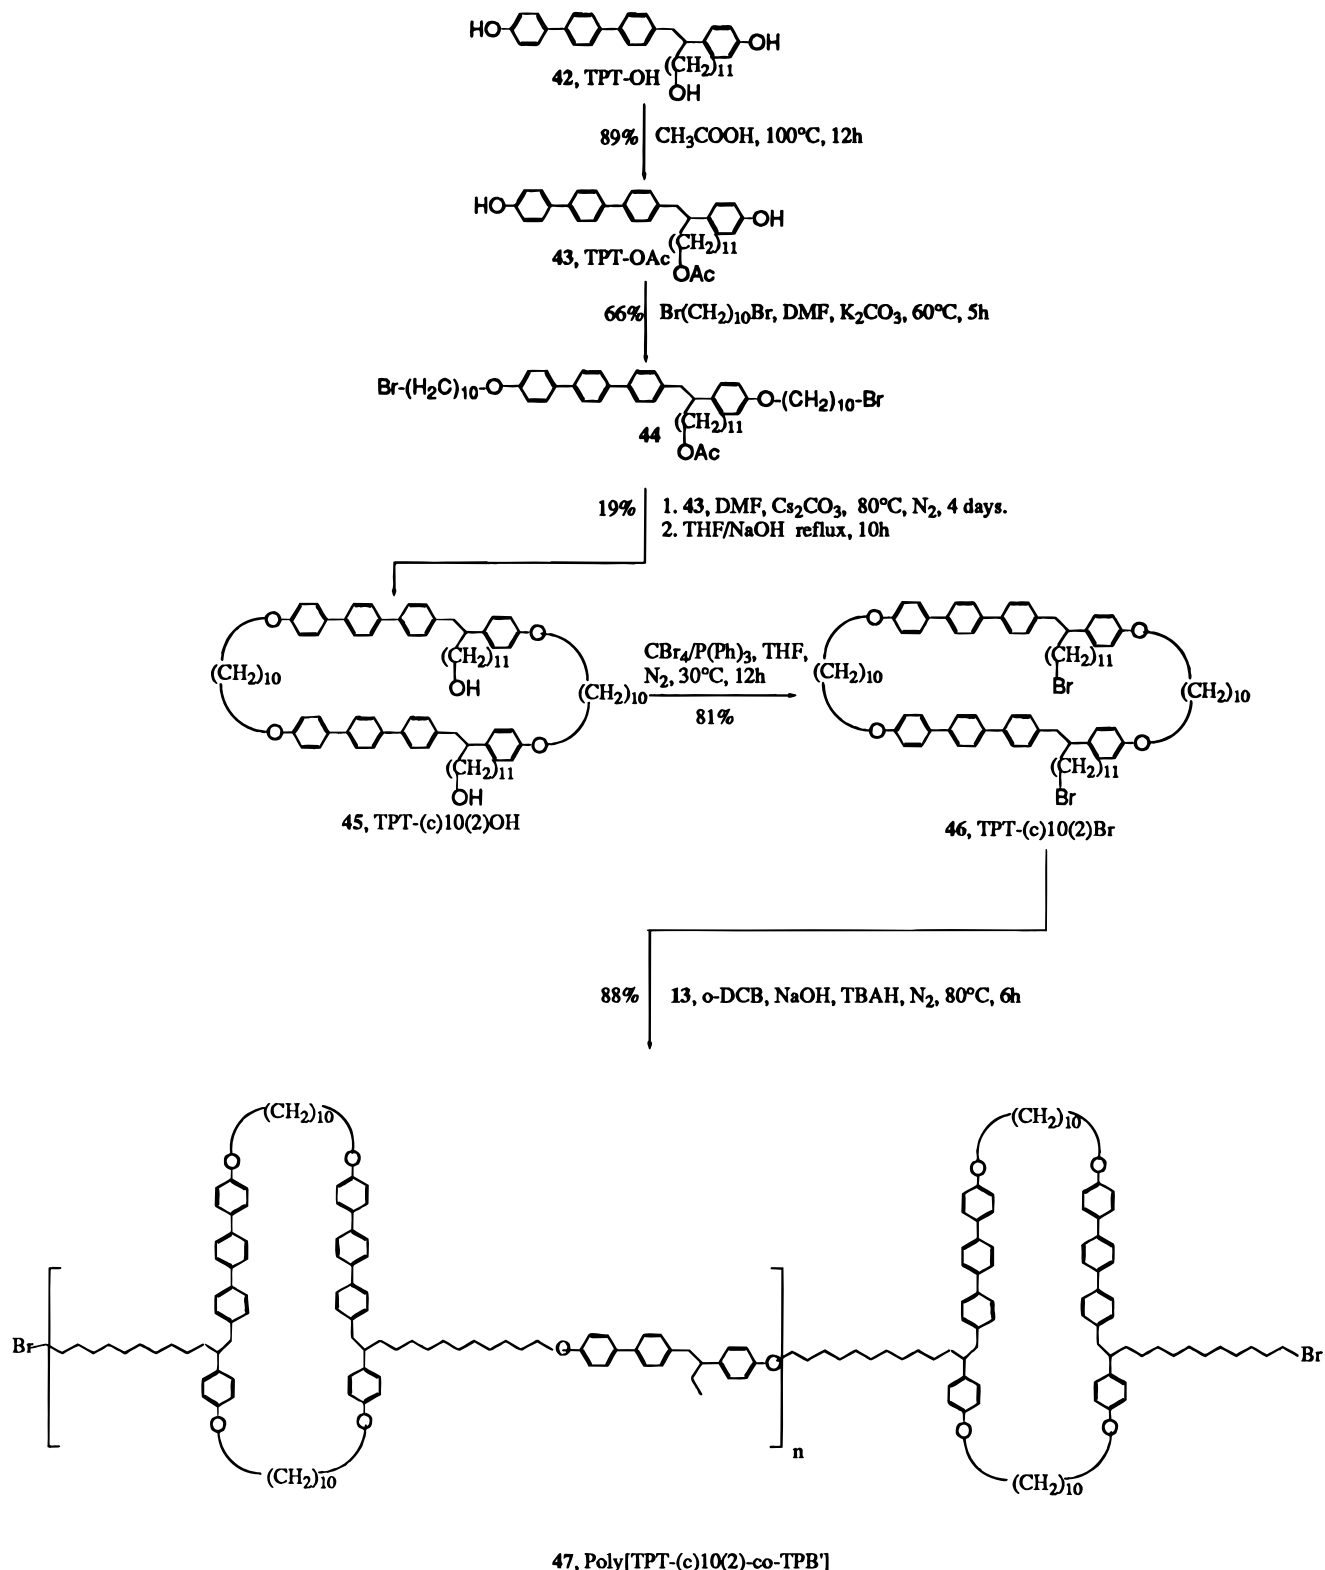 HO
OH
(CH2)11
42, TPT-OH
OH
89% CH3COOH, 100°C, 12h
HO
OH
(CH2)11
43, TPT-OAc
OAc
66% Br(CH2)10Br, DMF, K2CO3, 60°C, 5h
Br-(H2C)10-O
O-(CH2)10-Br
(CH2)11
44
OAc
19% 1. 43, DMF, Cs2CO3, 80°C, N2, 4 days.
2. THF/NaOH reflux, 10h
O
O
(CH2)11
OH
(CH2)10
(CH2)10
O
O
(CH2)11
OH
45, TPT-(c)10(2)OH
CBr4/P(Ph)3, THF,
N2, 30°C, 12h
81%
O
O
(CH2)11
Br
(CH2)10
(CH2)10
O
O
(CH2)11
Br
46, TPT-(c)10(2)Br
88% 13, o-DCB, NaOH, TBAH, N2, 80°C, 6h
(CH2)10
O
O
Br
O
O
O
O
(CH2)10
n
(CH2)10
O
O
Br
O
O
(CH2)10
47, Poly[TPT-(c)10(2)-co-TPB']